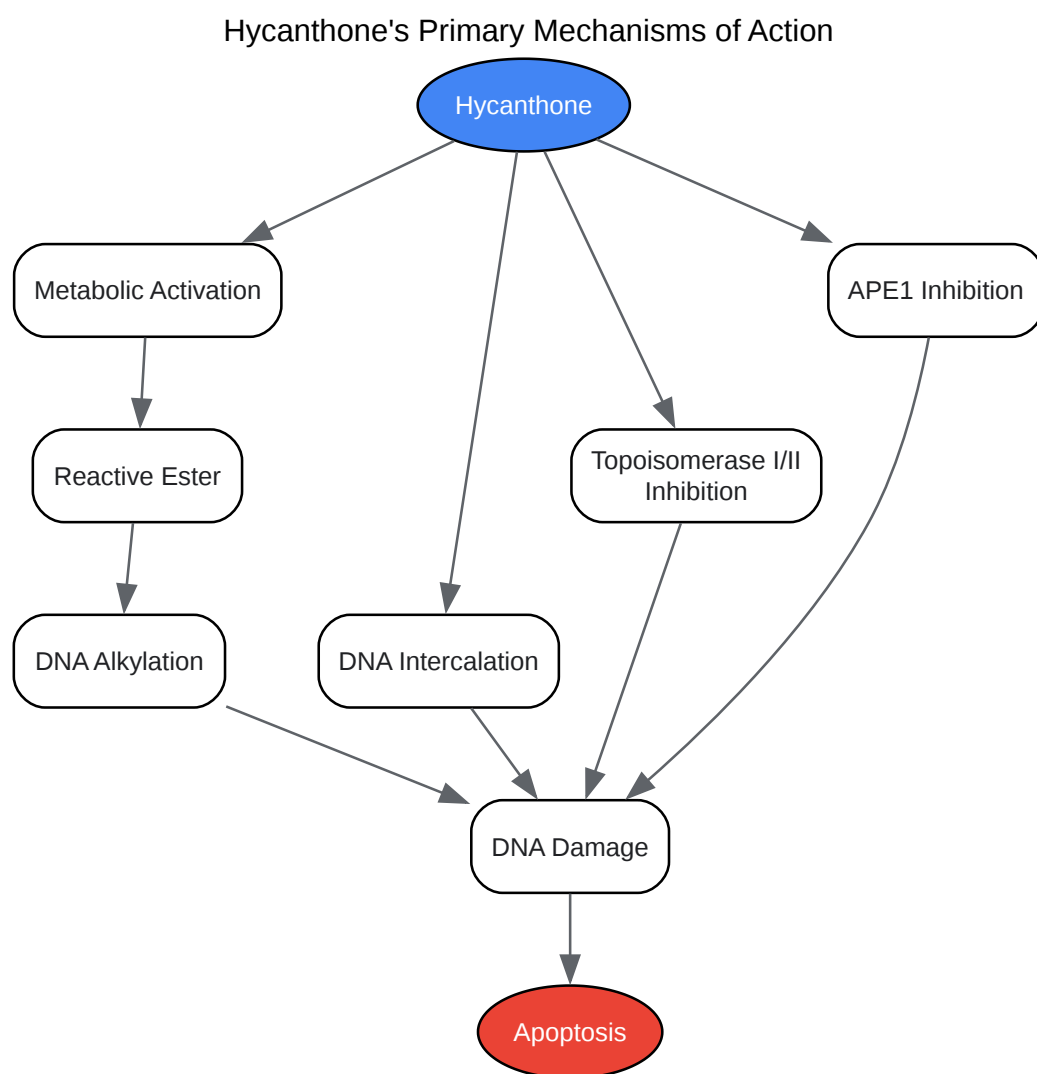 Hycanthone's Primary Mechanisms of Action
Hycanthone
Metabolic Activation
APE1 Inhibition
Reactive Ester
Topoisomerase I/II
Inhibition
DNA Alkylation
DNA Intercalation
DNA Damage
Apoptosis